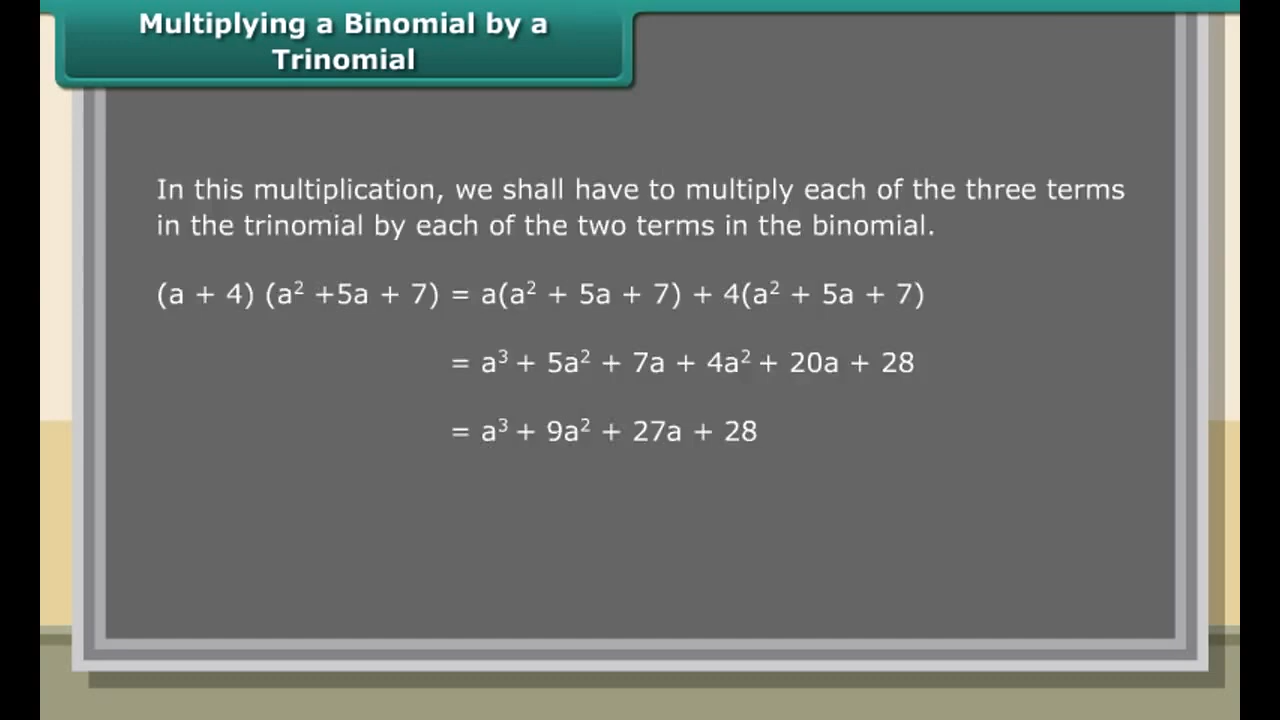 Multiplying a Binomial by a
Trinomial
In this multiplication, we shall have to multiply each of the three terms
in the trinomial by each of the two terms in the binomial.
(a + 4) (a² +5a + 7) = a(a² + 5a + 7) + 4(a² + 5a + 7)
= a³ + 5a² + 7a + 4a² + 20a + 28
= a³ + 9a² + 27a + 28